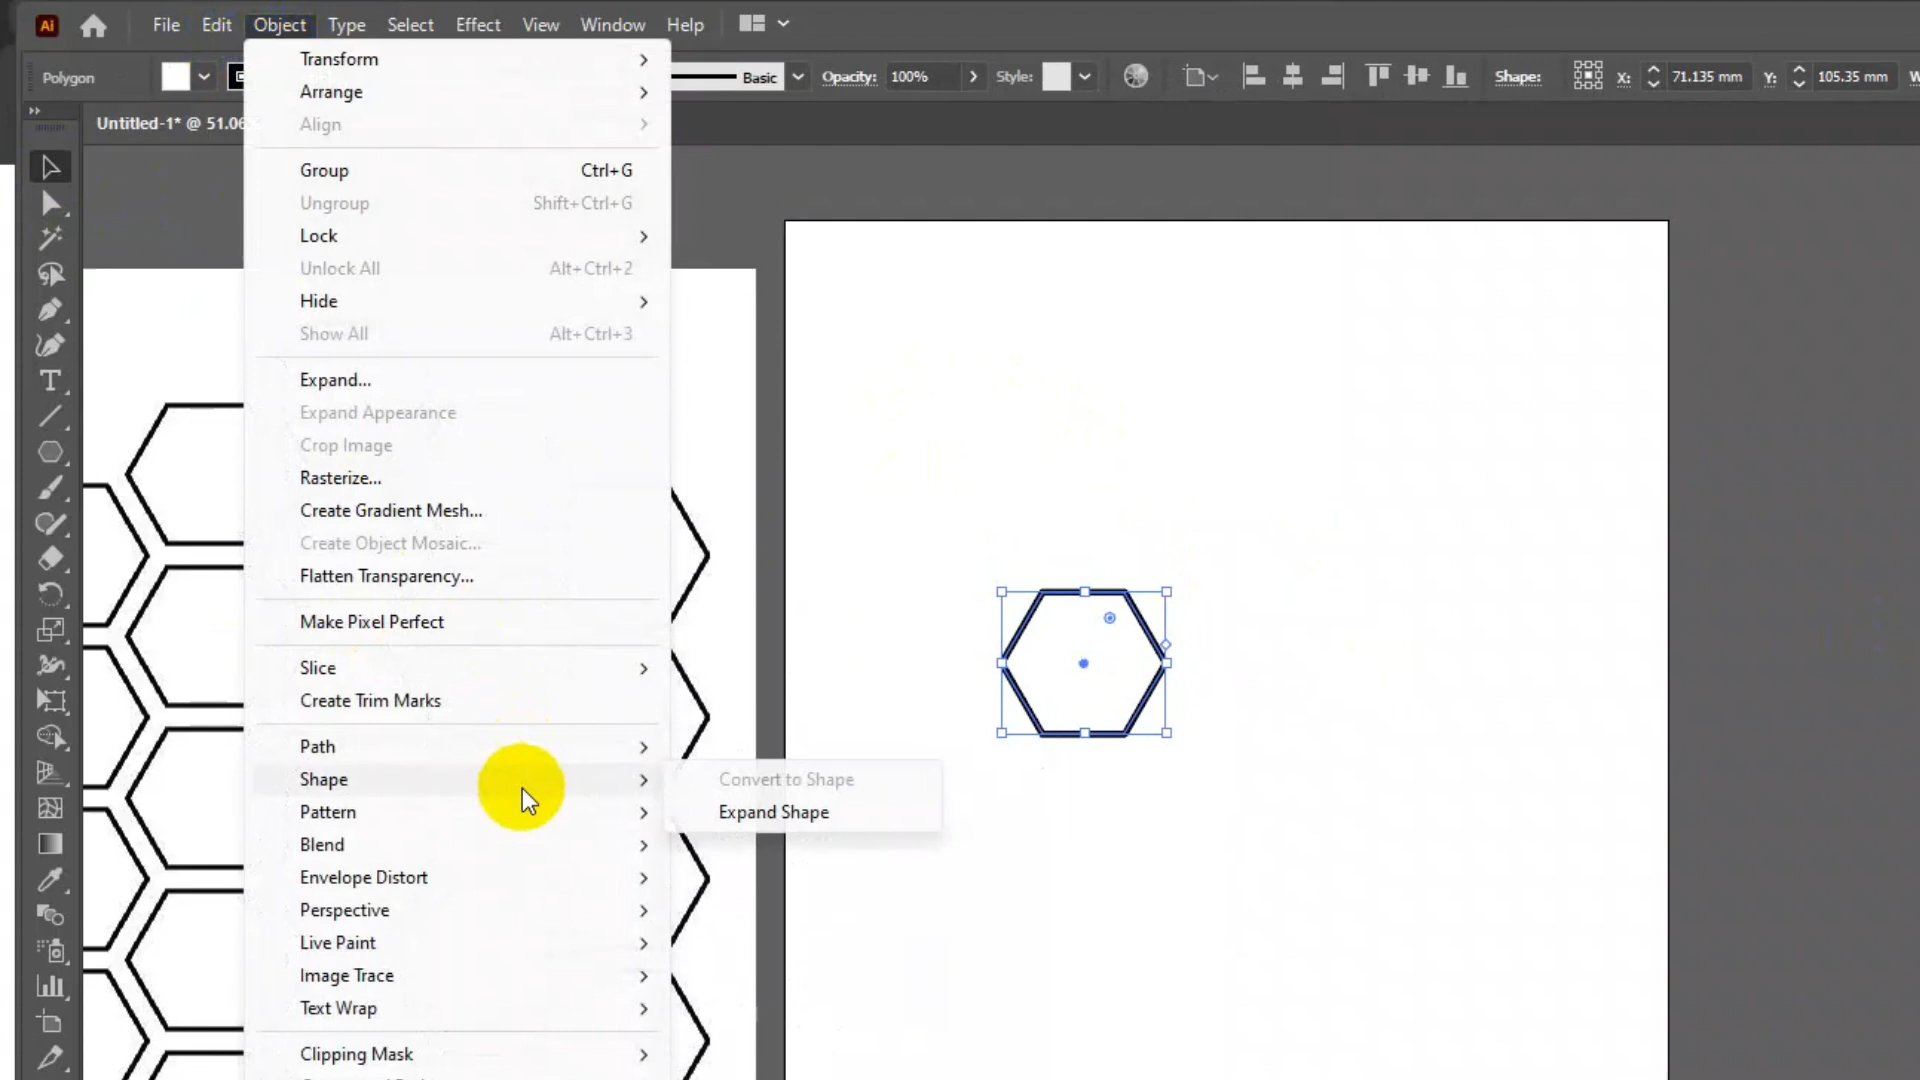 Ai File Edit Object Type Select Effect View Window Help
Polygon Basic Opacity: 100% Style: Shape: X: 71.135 mm Y: 105.35 mm
Untitled-1* @ 51.06
Transform
Arrange
Align
Group Ctrl+G
Ungroup Shift+Ctrl+G
Lock
Unlock All Alt+Ctrl+2
Hide
Show All Alt+Ctrl+3
Expand...
Expand Appearance
Crop Image
Rasterize...
Create Gradient Mesh...
Create Object Mosaic...
Flatten Transparency...
Make Pixel Perfect
Slice
Create Trim Marks
Path
Shape
Convert to Shape
Pattern
Expand Shape
Blend
Envelope Distort
Perspective
Live Paint
Image Trace
Text Wrap
Clipping Mask